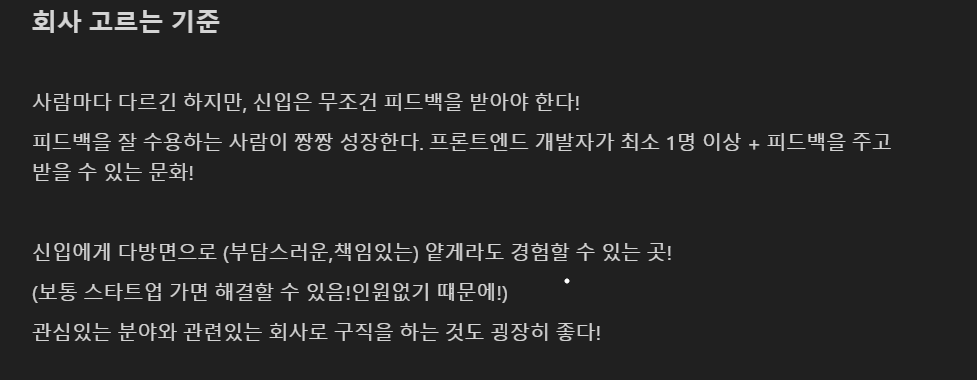 회사 고르는 기준
사람마다 다르긴 하지만, 신입은 무조건 피드백을 받아야 한다!
피드백을 잘 수용하는 사람이 짱짱 성장한다. 프론트엔드 개발자가 최소 1명 이상 + 피드백을 주고
받을 수 있는 문화!
신입에게 다방면으로 (부담스러운,책임있는) 얕게라도 경험할 수 있는 곳!
(보통 스타트업 가면 해결할 수 있음!인원없기 때문에!)
관심있는 분야와 관련있는 회사로 구직을 하는 것도 굉장히 좋다!